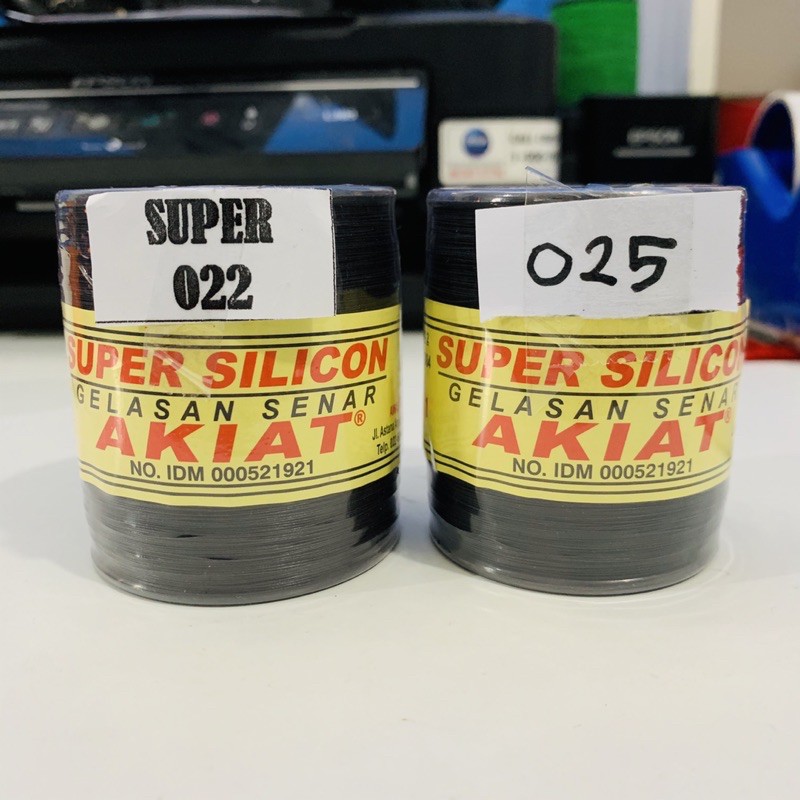 SUPER
022
SUPER SILICON
GELASAN SENAR
AKIAT®
NO. IDM 000521921
025
SUPER SILICON
GELASAN SENAR
AKIAT®
NO. IDM 000521921
EPSON